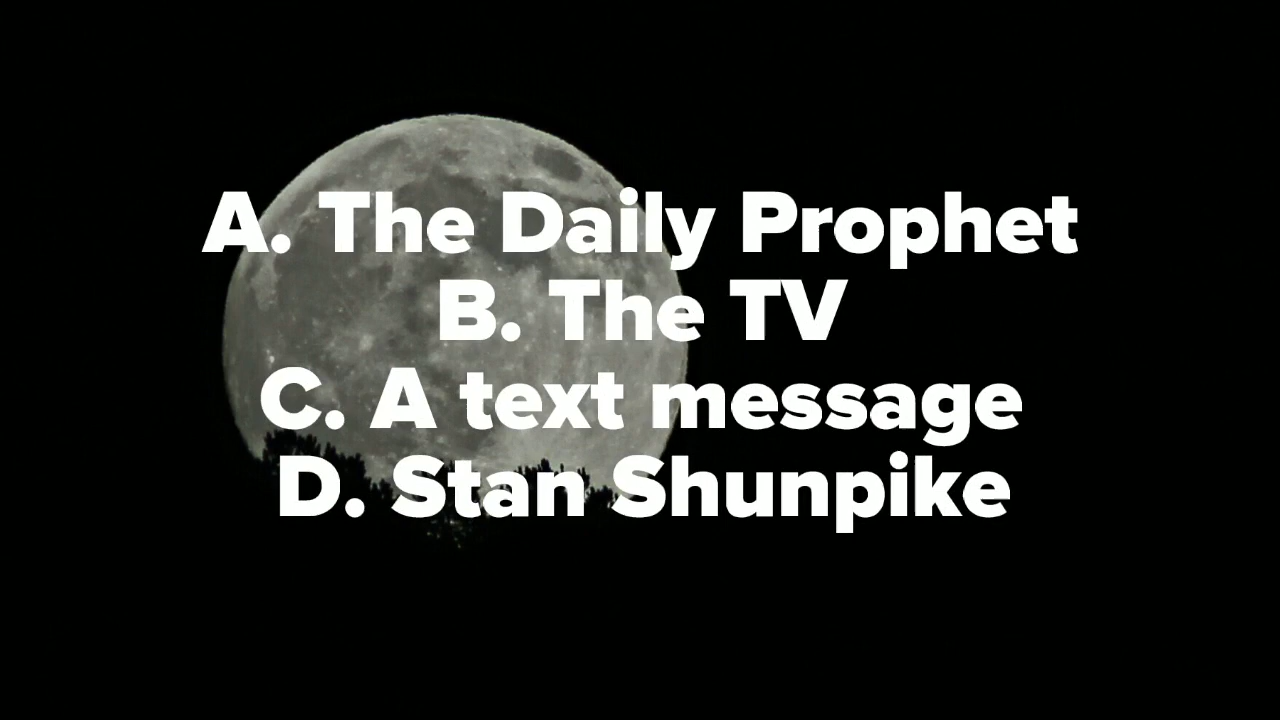 A. The Daily Prophet
B. The TV
C. A text message
D. Stan Shunpike